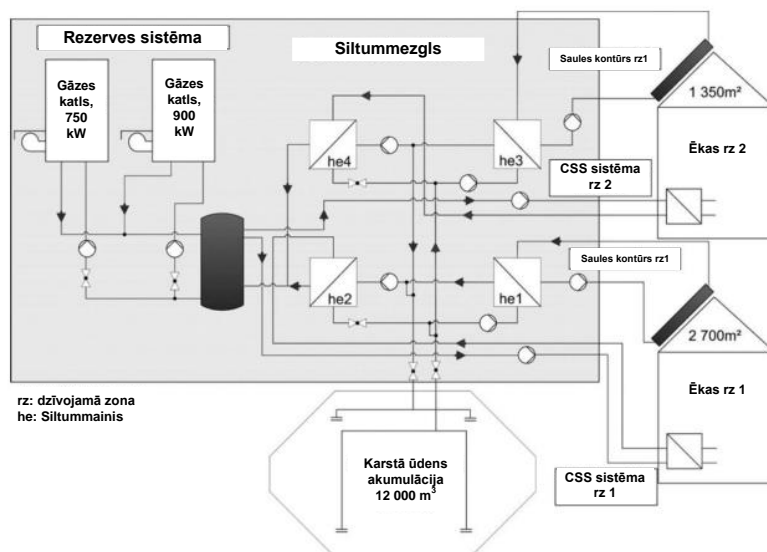 Rezerves sistēma
Siltummezgls
Gāzes
katls,
750
kW
Gāzes
katls,
900
kW
Saules kontūrs rz1
1 350m²
he4
he3
CSS sistēma
rz 2
Ēkas rz 2
Saules kontūrs rz1
he2
he1
2 700m²
Ēkas rz 1
rz: dzīvojamā zona
he: Siltummainis
Karstā ūdens
akumulācija
12 000 m³
CSS sistēma
rz 1